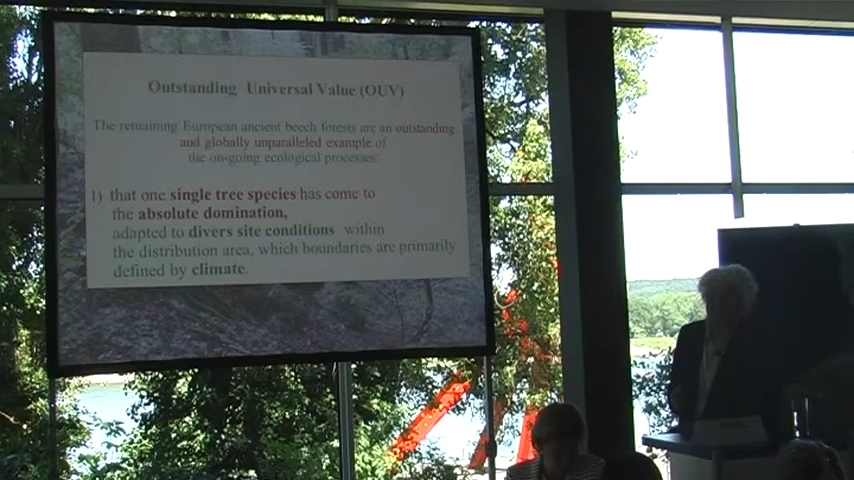 Outstanding Universal Value (OUV)
The remaining European ancient beech forests are an outstanding
and globally unparalleled example of
the on-going ecological processes:
1) that one single tree species has come to
the absolute domination,
adapted to divers site conditions within
the distribution area, which boundaries are primarily
defined by climate.